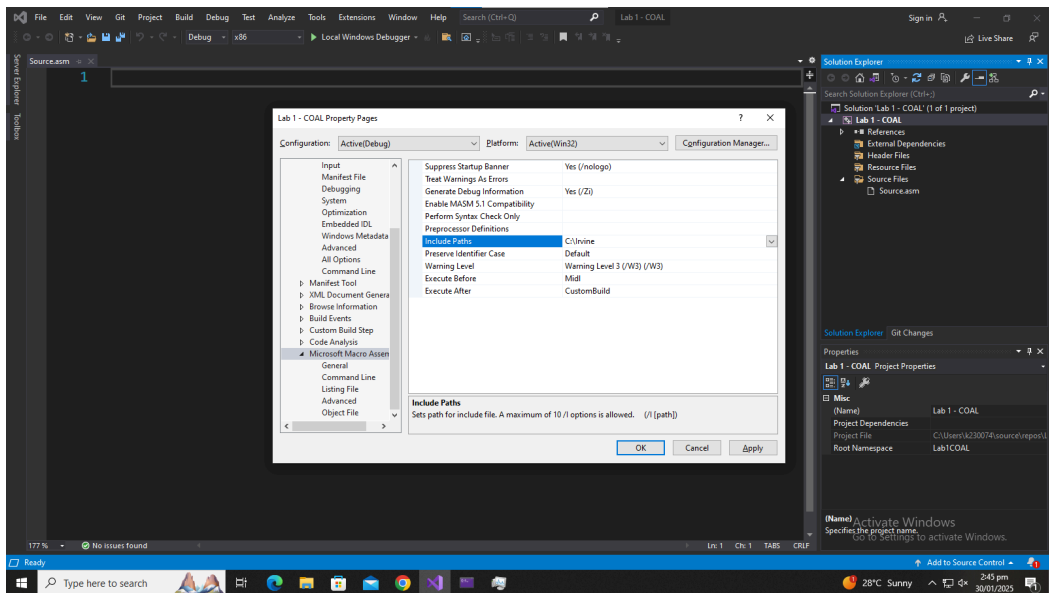 File Edit View Git Project Build Debug Test Analyze Tools Extensions Window Help Search (Ctrl+Q) Lab 1 - COAL Sign in
Debug x86 Local Windows Debugger Live Share
Server Explorer
Toolbox
Source.asm
1
Lab 1 - COAL Property Pages ? X
Configuration: Active(Debug) Platform: Active(Win32) Configuration Manager...
Input
Manifest File
Debugging
System
Optimization
Embedded IDL
Windows Metadata
Advanced
All Options
Command Line
Manifest Tool
XML Document Genera
Browse Information
Build Events
Custom Build Step
Code Analysis
Microsoft Macro Assen
General
Command Line
Listing File
Advanced
Object File
Suppress Startup Banner Yes (/nologo)
Treat Warnings As Errors
Generate Debug Information Yes (/Zi)
Enable MASM 5.1 Compatibility
Perform Syntax Check Only
Preprocessor Definitions
Include Paths C:\Irvine
Preserve Identifier Case Default
Warning Level Warning Level 3 (/W3) (/W3)
Execute Before Midl
Execute After CustomBuild
Include Paths
Sets path for include file. A maximum of 10 /I options is allowed. (/I [path])
OK Cancel Apply
Solution Explorer
Search Solution Explorer (Ctrl+;)
Solution 'Lab 1 - COAL' (1 of 1 project)
Lab 1 - COAL
References
External Dependencies
Header Files
Resource Files
Source Files
Source.asm
Solution Explorer Git Changes
Properties
Lab 1 - COAL Project Properties
Misc
(Name) Lab 1 - COAL
Project Dependencies
Project File C:\Users\k230074\source\repos\L
Root Namespace Lab1COAL
(Name)
Specifies the project name.
Activate Windows
Go to Settings to activate Windows.
177 % No issues found Ln: 1 Ch: 1 TABS CRLF
Ready Add to Source Control 1
Type here to search 28°C Sunny 2:45 pm
30/01/2025 1